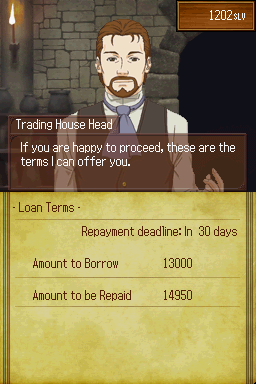 1202SLV
Trading House Head
If you are happy to proceed, these are the
terms I can offer you.
- Loan Terms -
Repayment deadline: In 30 days
Amount to Borrow 13000
Amount to be Repaid 14950